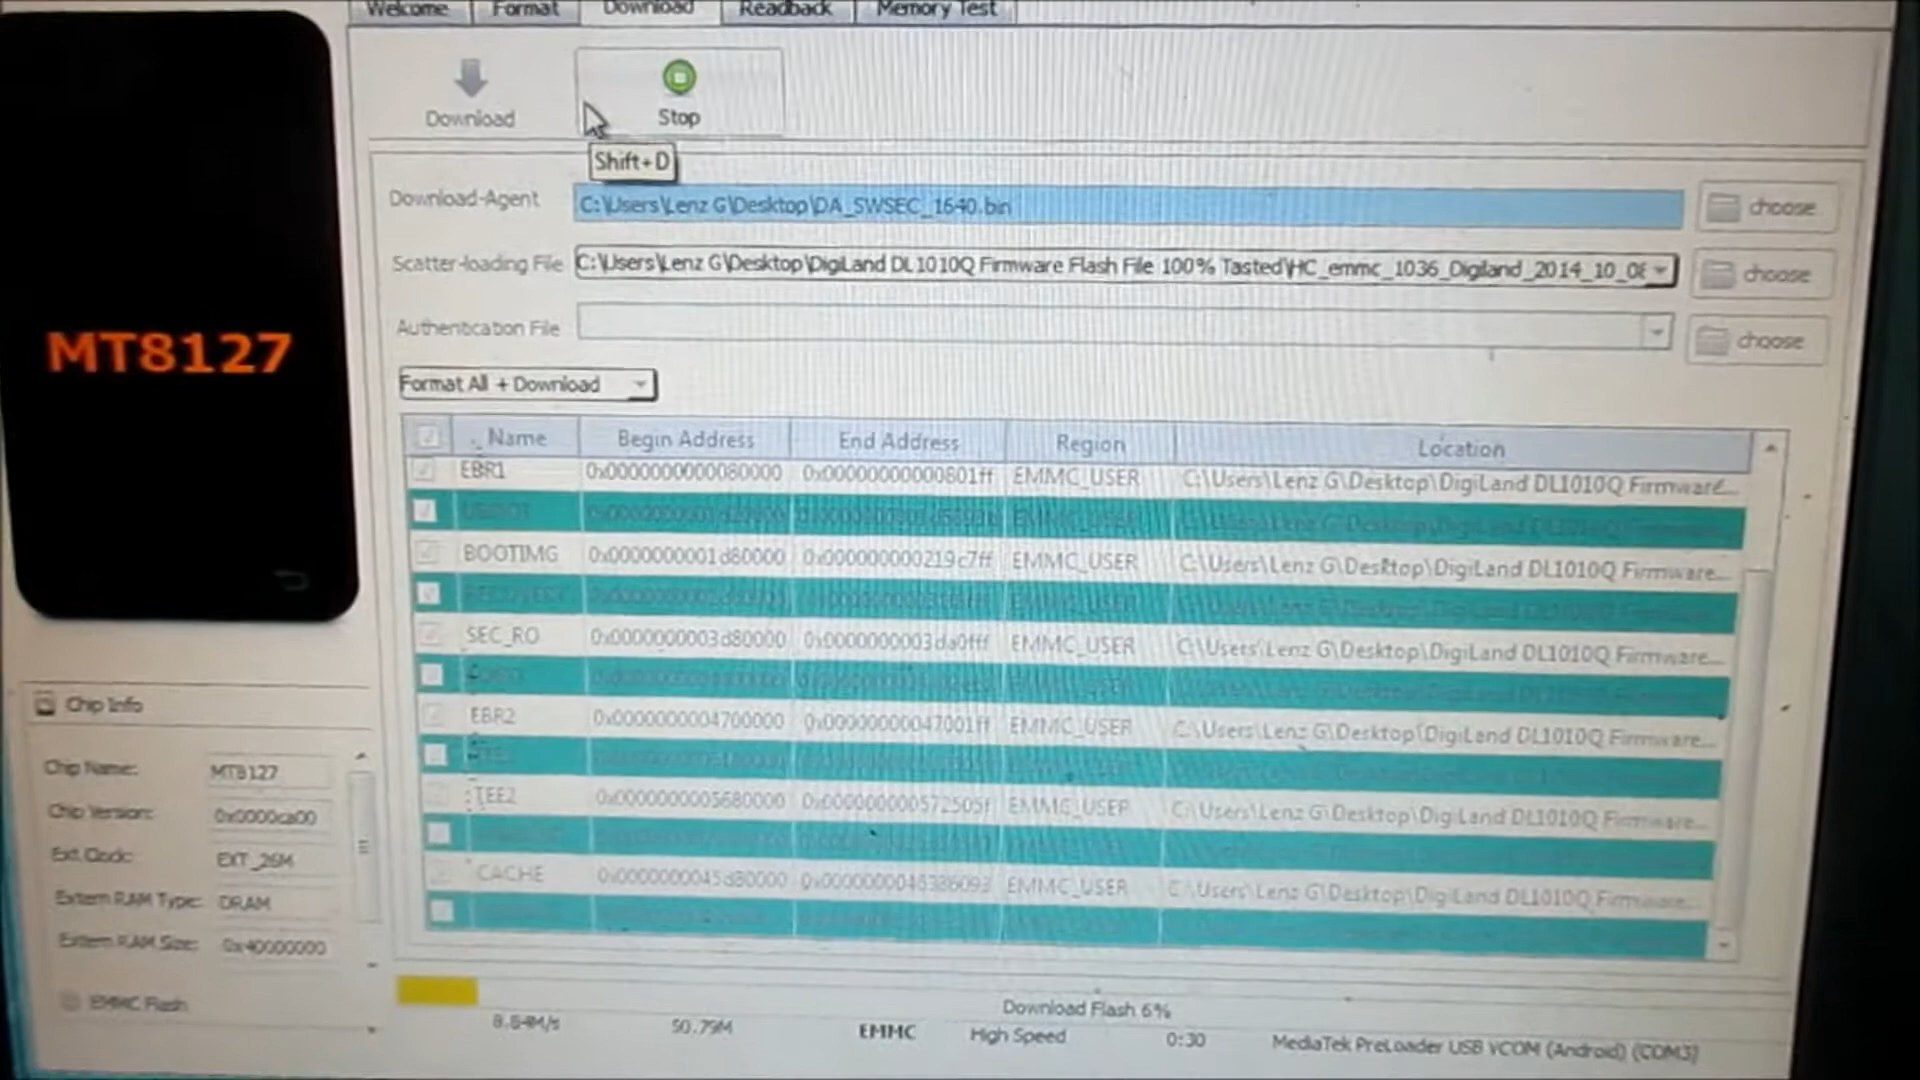 Welcome Format Download Readback Memory Test
Download Stop
Shift+D
Download-Agent C:\Users\Lenz G\Desktop\DA_SWSEC_1640.bin choose
Scatter-loading File C:\Users\Lenz G\Desktop\DigiLand DL1010Q Firmware Flash File 100% Tasted\HC_emmc_1036_Digiland_2014_10_08 choose
Authentication File choose
MT8127
Format All + Download
Name Begin Address End Address Region Location
EBR1 0x0000000000080000 0x00000000000801ff EMMC_USER C:\Users\Lenz G\Desktop\DigiLand DL1010Q Firmware...
BOOTIMG 0x0000000001d80000 0x000000000219c7ff EMMC_USER C:\Users\Lenz G\Desktop\DigiLand DL1010Q Firmware...
SEC_RO 0x0000000003d80000 0x0000000003da0fff EMMC_USER C:\Users\Lenz G\Desktop\DigiLand DL1010Q Firmware...
EBR2 0x0000000004700000 0x00000000047001ff EMMC_USER C:\Users\Lenz G\Desktop\DigiLand DL1010Q Firmware...
TEE2 0x0000000005680000 0x000000000572505f EMMC_USER C:\Users\Lenz G\Desktop\DigiLand DL1010Q Firmware...
CACHE 0x0000000045d80000 0x0000000046386093 EMMC_USER C:\Users\Lenz G\Desktop\DigiLand DL1010Q Firmware...
Chip Info
Chip Name: MT8127
Chip Version: 0x0000ca00
Ext Clock: EXT_26M
Extern RAM Type: DRAM
Extern RAM Size: 0x40000000
EMMC Flash
Download Flash 6%
8.84M/s 50.79M EMMC High Speed 0:30 MediaTek PreLoader USB VCOM (Android) (COM3)